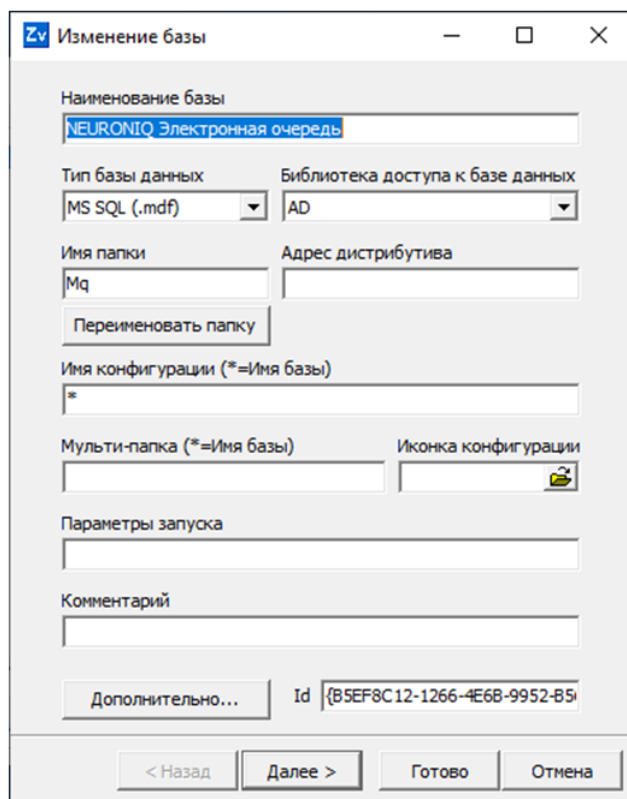 Zv Изменение базы
Наименование базы
NEURONIQ Электронная очередь
Тип базы данных Библиотека доступа к базе данных
MS SQL (.mdf) AD
Имя папки Адрес дистрибутива
Mq
Переименовать папку
Имя конфигурации (*=Имя базы)
*
Мульти-папка (*=Имя базы) Иконка конфигурации
Параметры запуска
Комментарий
Дополнительно... Id {B5EF8C12-1266-4E6B-9952-B5
< Назад Далее > Готово Отмена